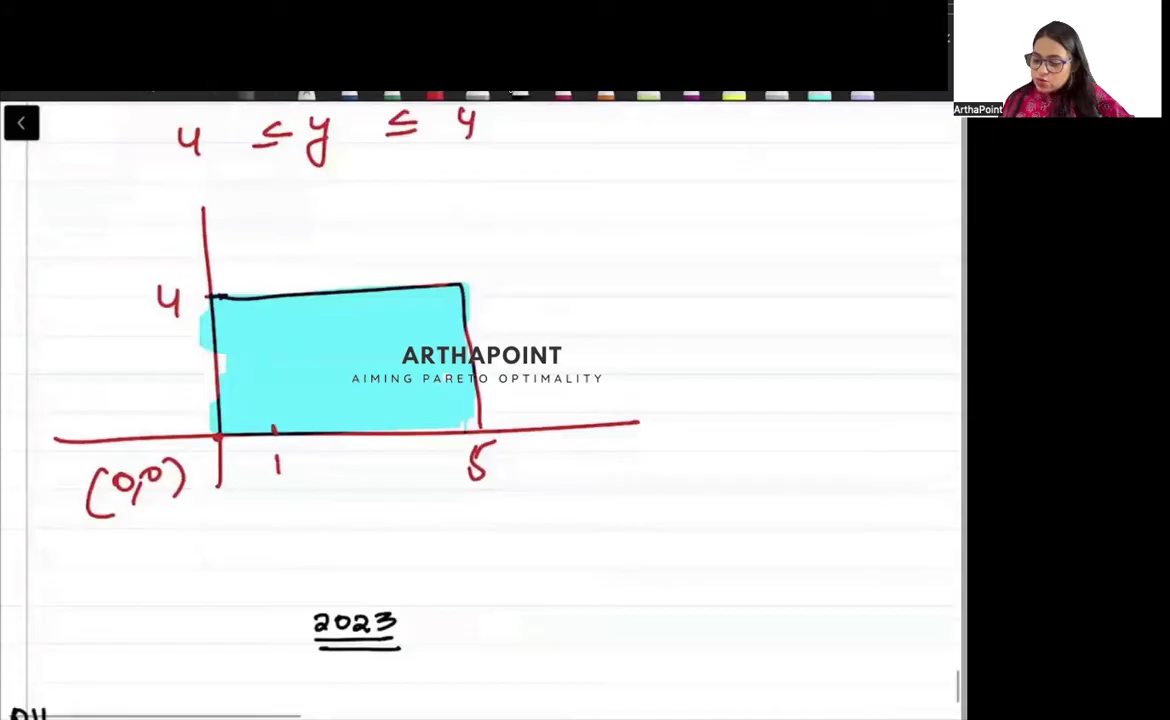 ArthaPoint
4 ≤ y ≤ 4
4
ARTHAPOINT
AIMING PARETO OPTIMALITY
(0,0) 1 5
2023